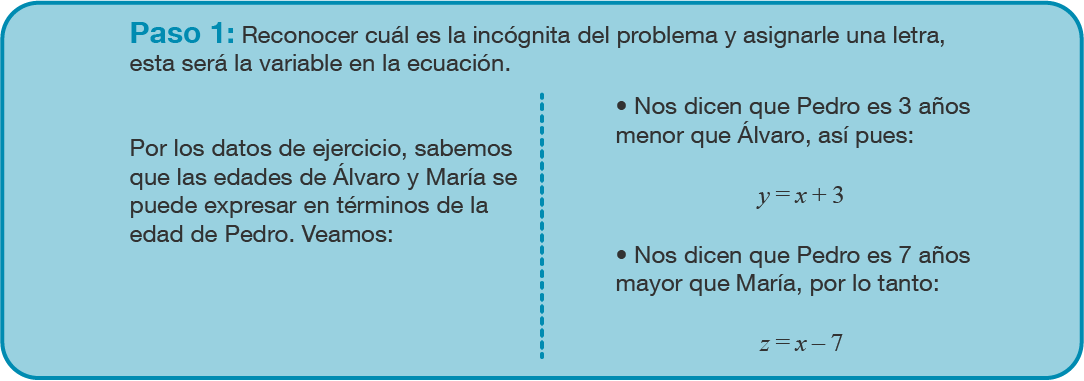 Paso 1: Reconocer cuál es la incógnita del problema y asignarle una letra,
esta será la variable en la ecuación.
Por los datos de ejercicio, sabemos
que las edades de Álvaro y María se
puede expresar en términos de la
edad de Pedro. Veamos:
• Nos dicen que Pedro es 3 años
menor que Álvaro, así pues:
y = x + 3
• Nos dicen que Pedro es 7 años
mayor que María, por lo tanto:
z = x – 7